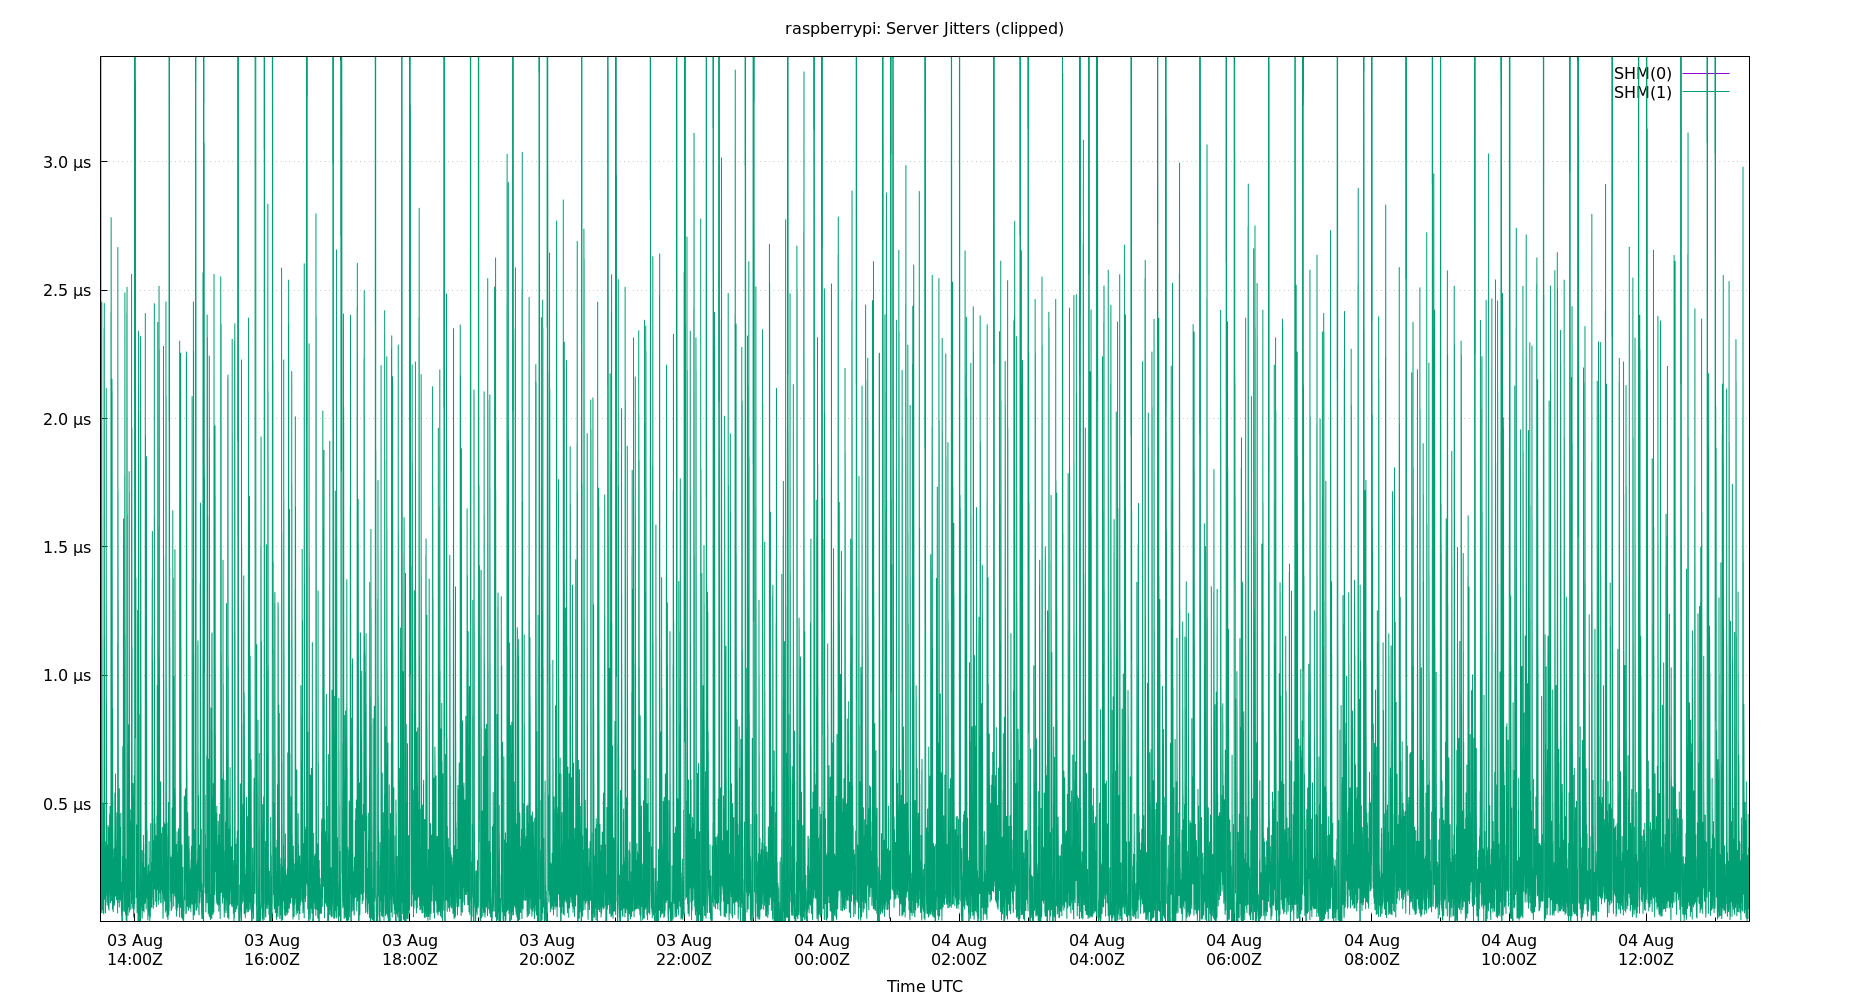 raspberrypi: Server Jitters (clipped)
SHM(0)
SHM(1)
3.0 µs
2.5 µs
2.0 µs
1.5 µs
1.0 µs
0.5 µs
03 Aug 03 Aug 03 Aug 03 Aug 03 Aug 04 Aug 04 Aug 04 Aug 04 Aug 04 Aug 04 Aug 04 Aug
14:00Z 16:00Z 18:00Z 20:00Z 22:00Z 00:00Z 02:00Z 04:00Z 06:00Z 08:00Z 10:00Z 12:00Z
Time UTC